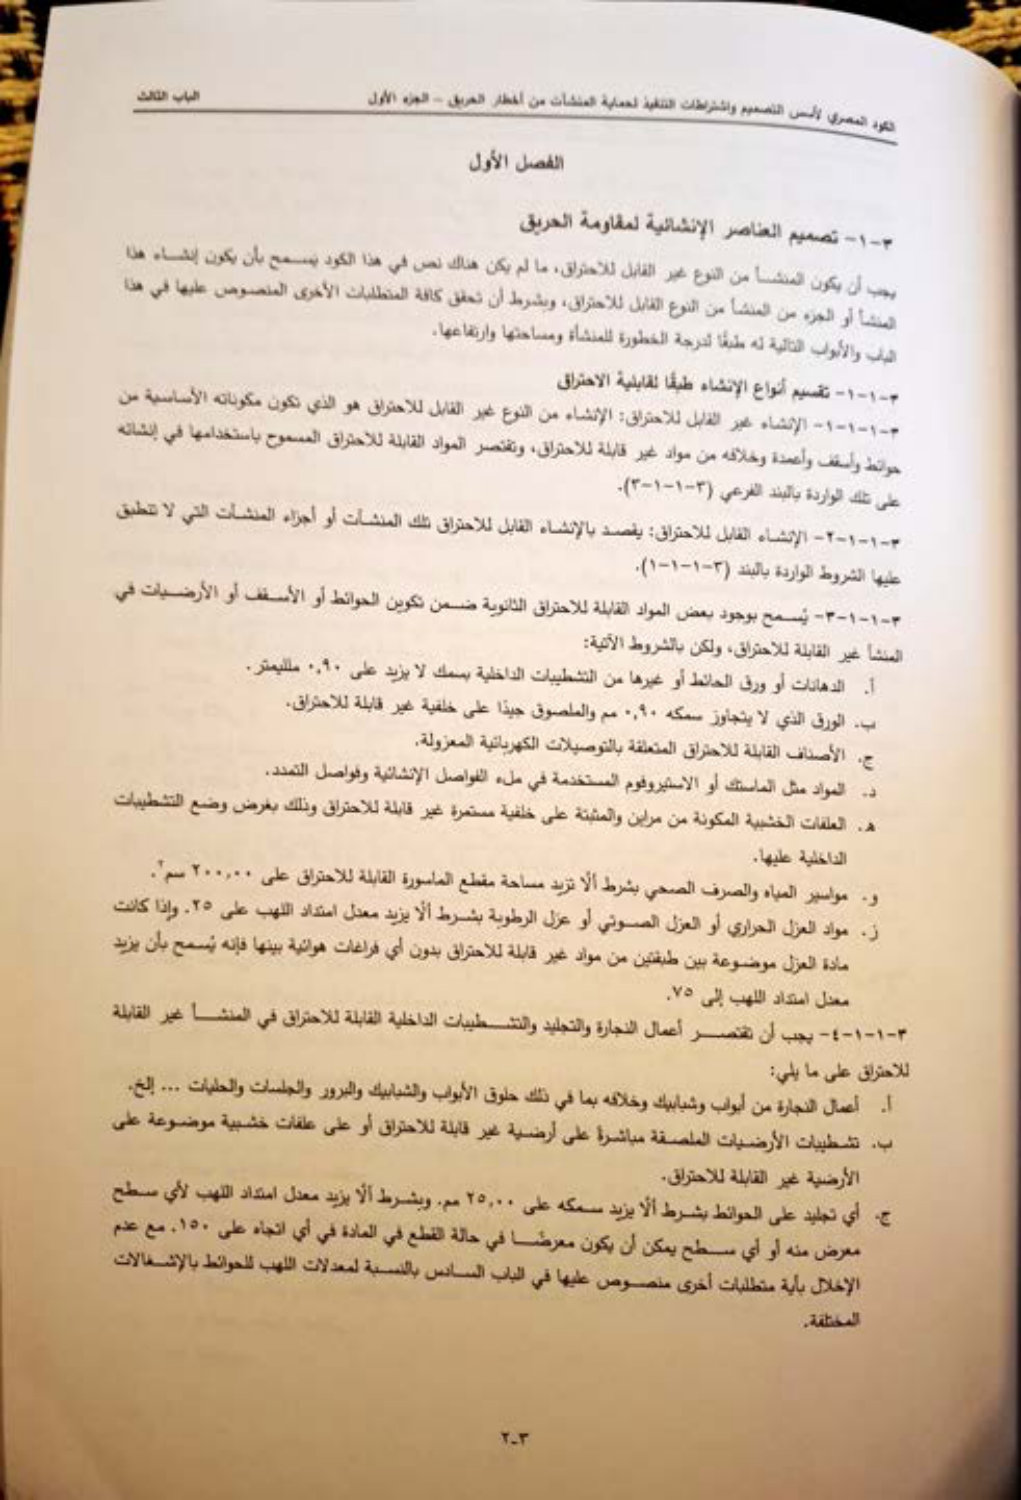 الكود المصري لأسس التصميم واشتراطات التنفيذ لحماية المنشآت من أخطار الحريق – الجزء الأول
الباب الثالث
الفصل الأول
٣-١- تصميم العناصر الإنشائية لمقاومة الحريق
يجب أن يكون المنشأ من النوع غير القابل للاحتراق، ما لم يكن هناك نص في هذا الكود يسمح بأن يكون إنشاء هذا
المنشأ أو الجزء من المنشأ من النوع القابل للاحتراق، وبشرط أن تحقق كافة المتطلبات الأخرى المنصوص عليها في هذا
الباب والأبواب التالية له طبقًا لدرجة الخطورة للمنشأة ومساحتها وارتفاعها.
٣-١-١- تقسيم أنواع الإنشاء طبقًا لقابلية الاحتراق
٣-١-١-١- الإنشاء غير القابل للاحتراق: الإنشاء من النوع غير القابل للاحتراق هو الذي تكون مكوناته الأساسية من
حوائط وأسقف وأعمدة وخلافه من مواد غير قابلة للاحتراق، وتقتصر المواد القابلة للاحتراق المسموح باستخدامها في إنشائه
على تلك الواردة بالبند الفرعي (٣-١-١-٣).
٣-١-١-٢- الإنشاء القابل للاحتراق: يقصد بالإنشاء القابل للاحتراق تلك المنشآت أو أجزاء المنشآت التي لا تنطبق
عليها الشروط الواردة بالبند (٣-١-١-١).
٣-١-١-٣- يُسمح بوجود بعض المواد القابلة للاحتراق الثانوية ضمن تكوين الحوائط أو الأسقف أو الأرضيات في
المنشأ غير القابلة للاحتراق، ولكن بالشروط الآتية:
أ. الدهانات أو ورق الحائط أو غيرها من التشطيبات الداخلية بسمك لا يزيد على ٠,٩٠ ملليمتر.
ب. الورق الذي لا يتجاوز سمكه ٠,٩٠ مم والملصوق جيدًا على خلفية غير قابلة للاحتراق.
ج. الأصناف القابلة للاحتراق المتعلقة بالتوصيلات الكهربائية المعزولة.
د. المواد مثل الماستك أو الاستيروفوم المستخدمة في ملء الفواصل الإنشائية وفواصل التمدد.
هـ. العلفات الخشبية المكونة من مراين والمثبتة على خلفية مستمرة غير قابلة للاحتراق وذلك بغرض وضع التشطيبات
الداخلية عليها.
و. مواسير المياه والصرف الصحي بشرط ألّا تزيد مساحة مقطع الماسورة القابلة للاحتراق على ٢٠٠,٠٠ سم٢.
ز. مواد العزل الحراري أو العزل الصوتي أو عزل الرطوبة بشرط ألّا يزيد معدل امتداد اللهب على ٢٥. وإذا كانت
مادة العزل موضوعة بين طبقتين من مواد غير قابلة للاحتراق بدون أي فراغات هوائية بينها فإنه يُسمح بأن يزيد
معدل امتداد اللهب إلى ٧٥.
٣-١-١-٤- يجب أن تقتصر أعمال النجارة والتجليد والتشطيبات الداخلية القابلة للاحتراق في المنشأ غير القابلة
للاحتراق على ما يلي:
أ. أعمال النجارة من أبواب وشبابيك وخلافه بما في ذلك حلوق الأبواب والشبابيك والبرور والجلسات والحليات ... إلخ.
ب. تشطيبات الأرضيات الملصقة مباشرةً على أرضية غير قابلة للاحتراق أو على علفات خشبية موضوعة على
الأرضية غير القابلة للاحتراق.
ج. أي تجليد على الحوائط بشرط ألّا يزيد سمكه على ٢٥,٠٠ مم. وبشرط ألّا يزيد معدل امتداد اللهب لأي سطح
معرض منه أو أي سطح يمكن أن يكون معرضًا في حالة القطع في المادة في أي اتجاه على ١٥٠. مع عدم
الإخلال بأية متطلبات أخرى منصوص عليها في الباب السادس بالنسبة لمعدلات اللهب للحوائط بالإشغالات
المختلفة.
٣-٢